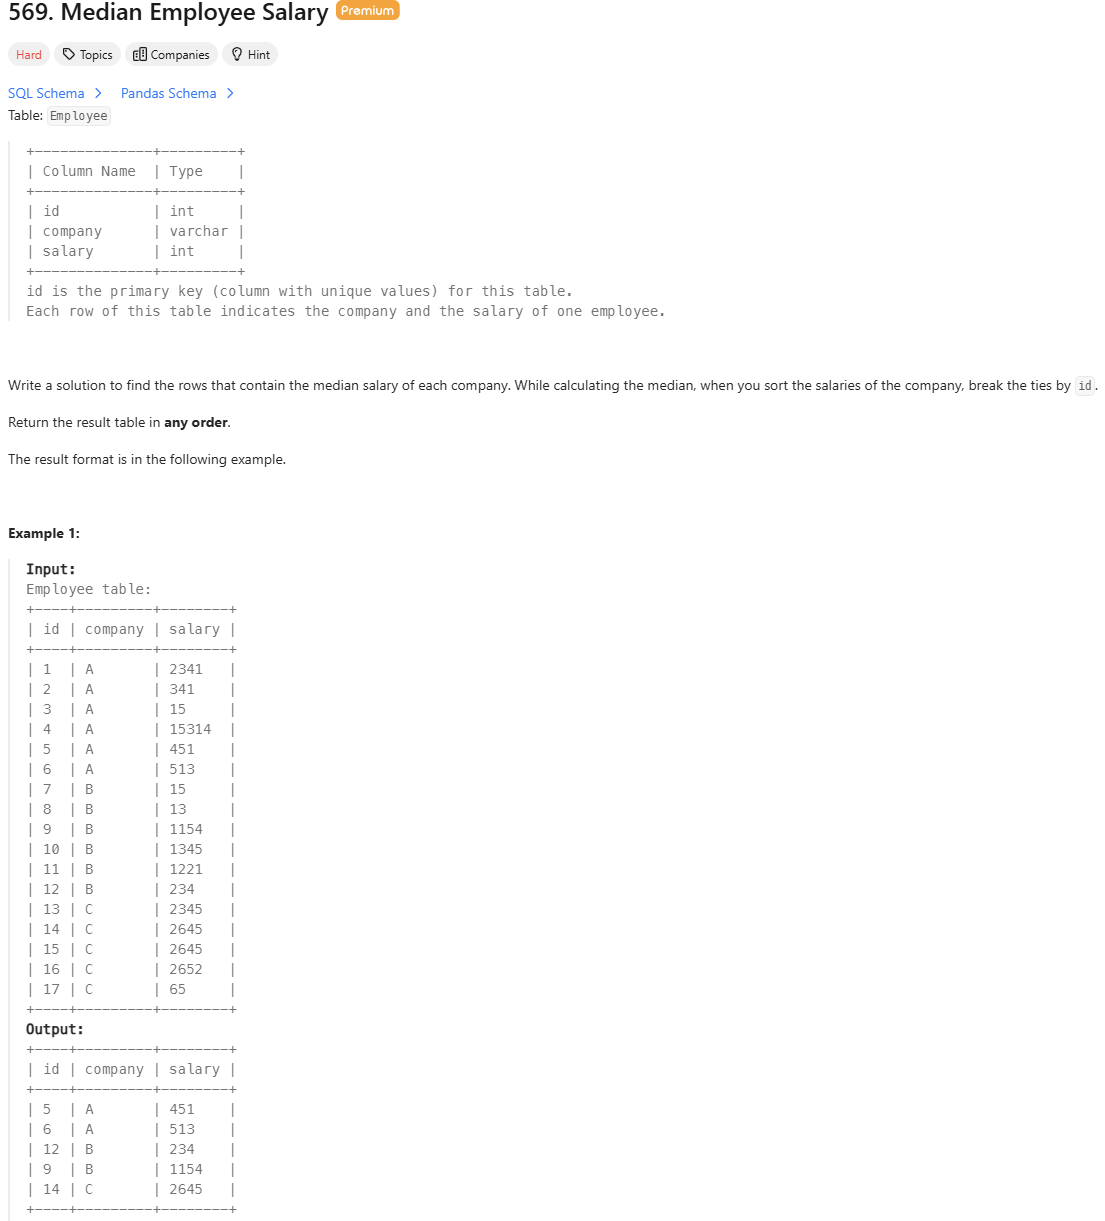 569. Median Employee Salary Premium
Hard Topics Companies Hint
SQL Schema > Pandas Schema >
Table: Employee
+--------------+---------+
| Column Name  | Type    |
+--------------+---------+
| id           | int     |
| company      | varchar |
| salary       | int     |
+--------------+---------+
id is the primary key (column with unique values) for this table.
Each row of this table indicates the company and the salary of one employee.
Write a solution to find the rows that contain the median salary of each company. While calculating the median, when you sort the salaries of the company, break the ties by id.
Return the result table in any order.
The result format is in the following example.
Example 1:
Input:
Employee table:
+----+---------+--------+
| id | company | salary |
+----+---------+--------+
| 1  | A       | 2341   |
| 2  | A       | 341    |
| 3  | A       | 15     |
| 4  | A       | 15314  |
| 5  | A       | 451    |
| 6  | A       | 513    |
| 7  | B       | 15     |
| 8  | B       | 13     |
| 9  | B       | 1154   |
| 10 | B       | 1345   |
| 11 | B       | 1221   |
| 12 | B       | 234    |
| 13 | C       | 2345   |
| 14 | C       | 2645   |
| 15 | C       | 2645   |
| 16 | C       | 2652   |
| 17 | C       | 65     |
+----+---------+--------+
Output:
+----+---------+--------+
| id | company | salary |
+----+---------+--------+
| 5  | A       | 451    |
| 6  | A       | 513    |
| 12 | B       | 234    |
| 9  | B       | 1154   |
| 14 | C       | 2645   |
+----+---------+--------+